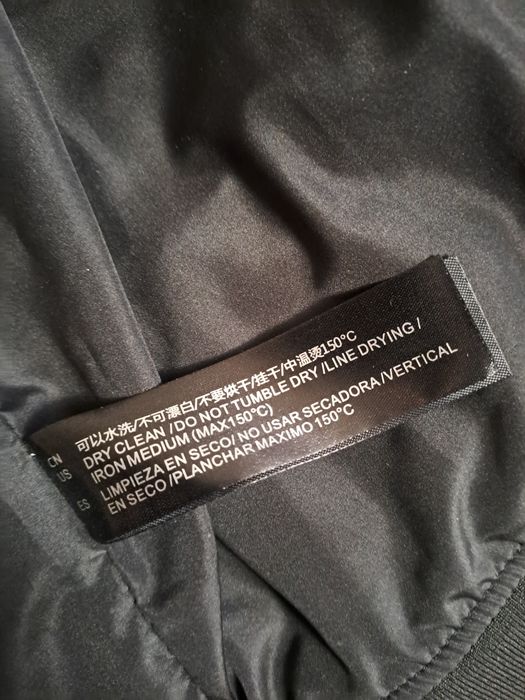 CN 可以水洗/不可漂白/不要烘干/挂干/中温烫150°C
US DRY CLEAN /DO NOT TUMBLE DRY /LINE DRYING /
IRON MEDIUM (MAX150°C)
ES LIMPIEZA EN SECO/ NO USAR SECADORA /VERTICAL
EN SECO /PLANCHAR MAXIMO 150°C